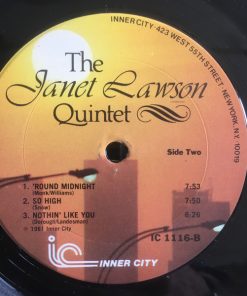 INNER CITY · 423 WEST 55TH STREET, NEW YORK, NY. 10019
The
Janet Lawson
Quintet
Side Two
1. 'ROUND MIDNIGHT 7:53
(Monk/Williams)
2. SO HIGH 7:50
(Snow)
3. NOTHIN' LIKE YOU 6:26
(Dorough/Landesman)
℗ 1981 Inner City
IC 1116-B
ic INNER CITY